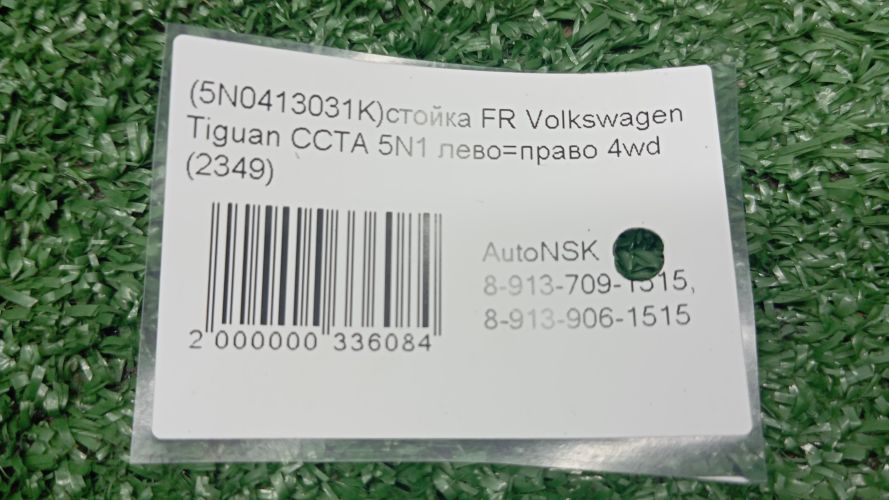 (5N0413031K)стойка FR Volkswagen
Tiguan CCTA 5N1 лево=право 4wd
(2349)
AutoNSK
8-913-709-1515,
8-913-906-1515
2 000000 336084